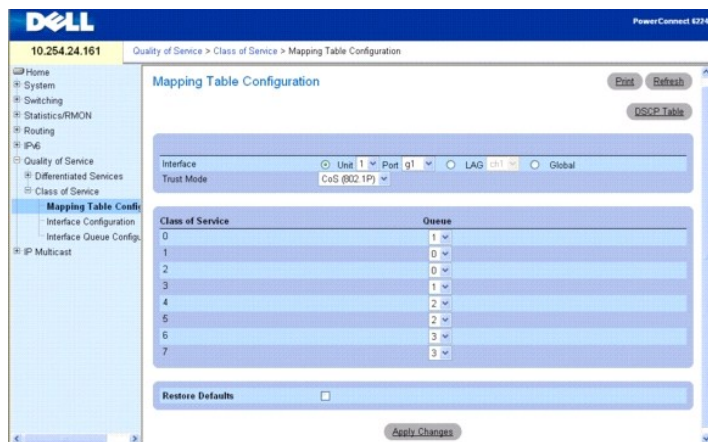 DELL
PowerConnect 6224
10.254.24.161
Quality of Service > Class of Service > Mapping Table Configuration
Home
System
Switching
Statistics/RMON
Routing
IPv6
Quality of Service
Differentiated Services
Class of Service
Mapping Table Config
Interface Configuration
Interface Queue Configu
IP Multicast
Mapping Table Configuration
Print Refresh
DSCP Table
Interface Unit 1 Port g1 LAG ch1 Global
Trust Mode CoS (802.1P)
Class of Service Queue
0 1
1 0
2 0
3 1
4 2
5 2
6 3
7 3
Restore Defaults
Apply Changes